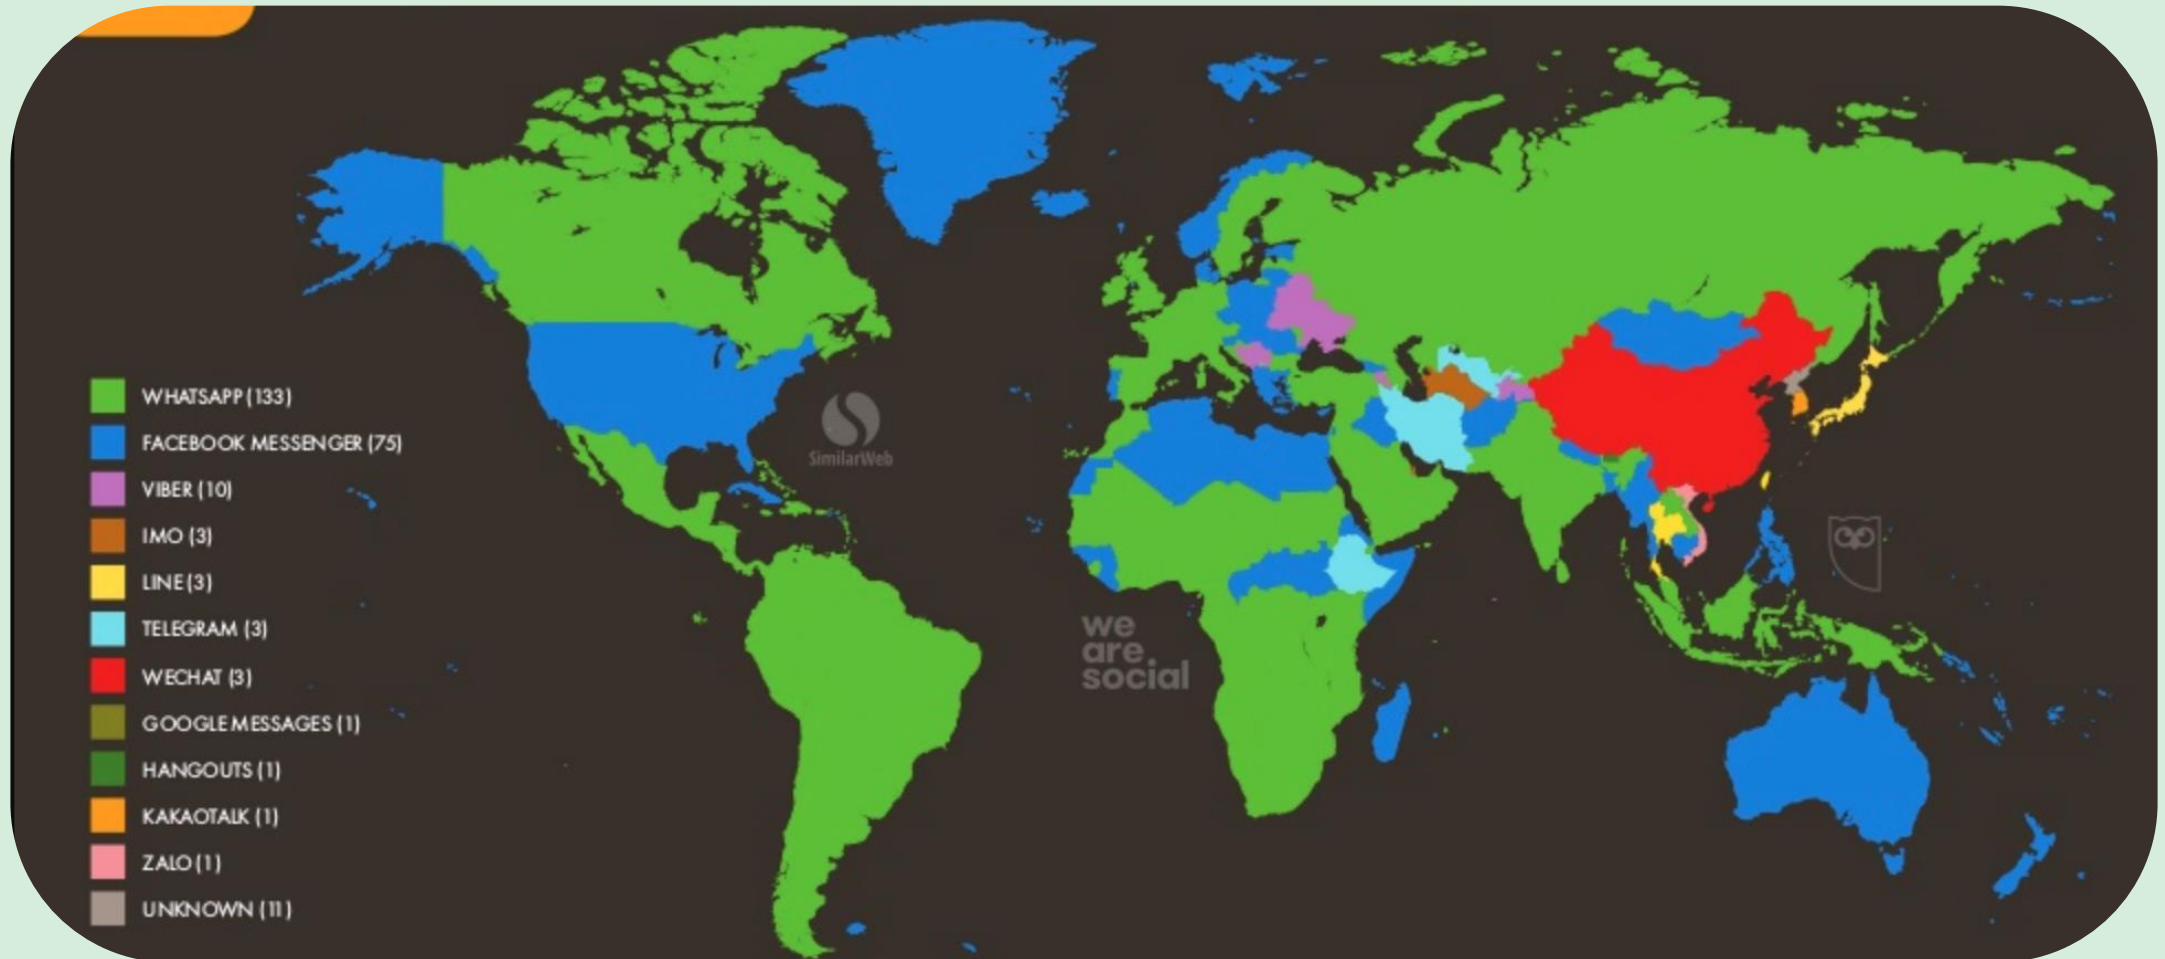 WHATSAPP (133)
FACEBOOK MESSENGER (75)
VIBER (10)
IMO (3)
LINE (3)
TELEGRAM (3)
WECHAT (3)
GOOGLE MESSAGES (1)
HANGOUTS (1)
KAKAOTALK (1)
ZALO (1)
UNKNOWN (11)
SimilarWeb
we
are
social